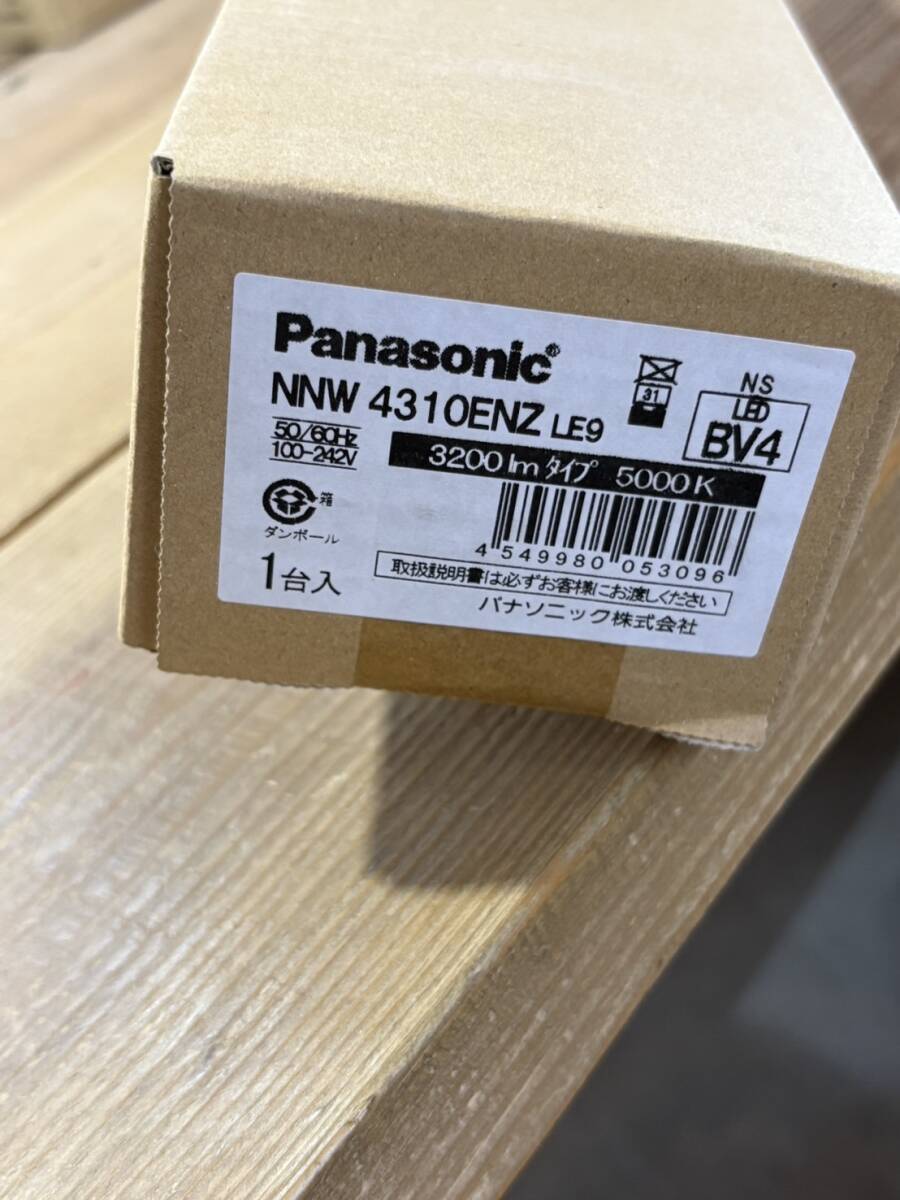 Panasonic®
NNW 4310ENZ LE9
31
NS
LED
BV4
50/60Hz
100-242V
3200 lm タイプ 5000K
箱
ダンボール
4 549980 053096
1台入
取扱説明書は必ずお客様にお渡しください
パナソニック株式会社